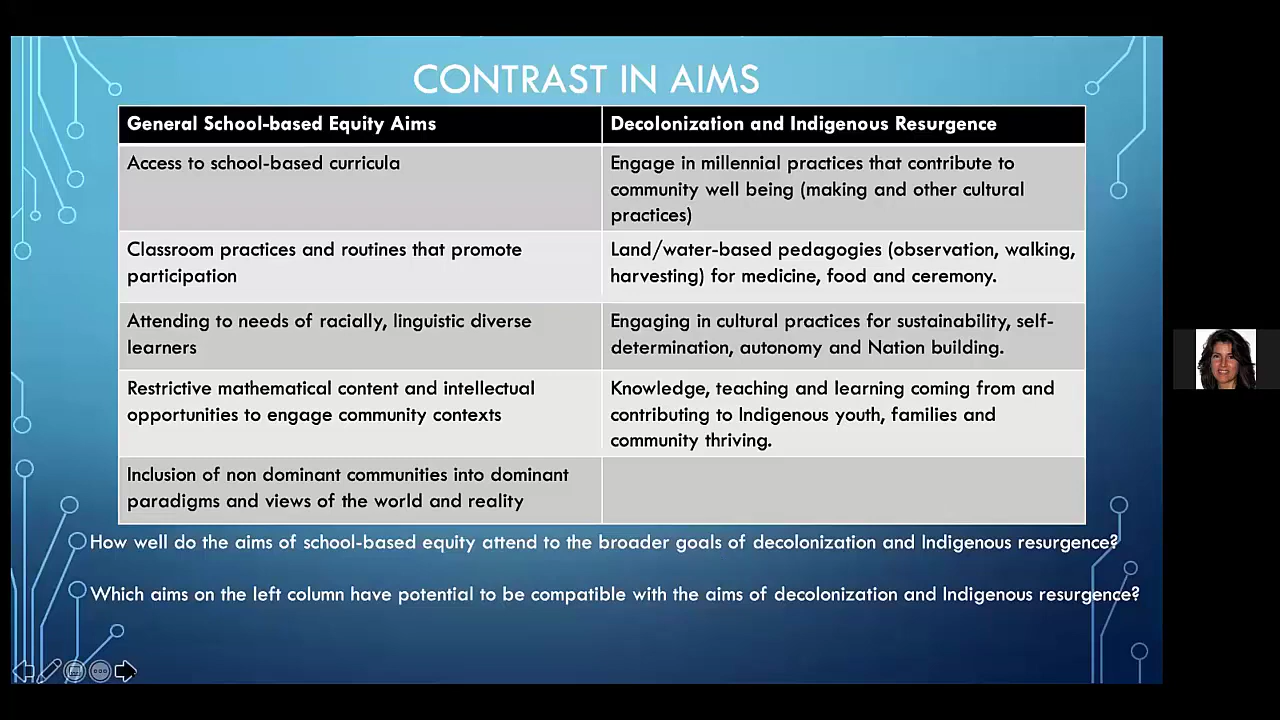 CONTRAST IN AIMS
General School-based Equity Aims
Decolonization and Indigenous Resurgence
Access to school-based curricula
Engage in millennial practices that contribute to
community well being (making and other cultural
practices)
Classroom practices and routines that promote
participation
Land/water-based pedagogies (observation, walking,
harvesting) for medicine, food and ceremony.
Attending to needs of racially, linguistic diverse
learners
Engaging in cultural practices for sustainability, self-
determination, autonomy and Nation building.
Restrictive mathematical content and intellectual
opportunities to engage community contexts
Knowledge, teaching and learning coming from and
contributing to Indigenous youth, families and
community thriving.
Inclusion of non dominant communities into dominant
paradigms and views of the world and reality
How well do the aims of school-based equity attend to the broader goals of decolonization and Indigenous resurgence?
Which aims on the left column have potential to be compatible with the aims of decolonization and Indigenous resurgence?